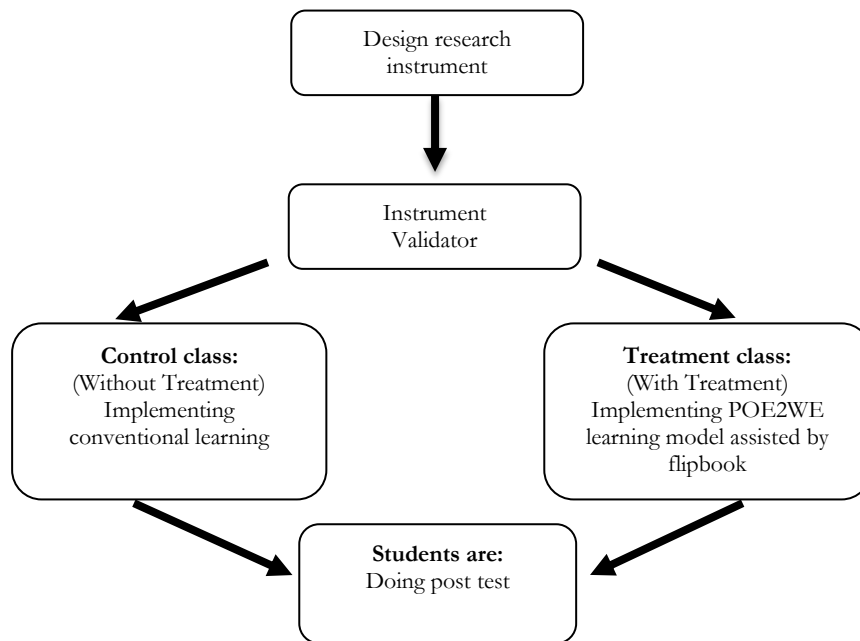 Design research
instrument
Instrument
Validator
Control class:
(Without Treatment)
Implementing
conventional learning
Treatment class:
(With Treatment)
Implementing POE2WE
learning model assisted by
flipbook
Students are:
Doing post test